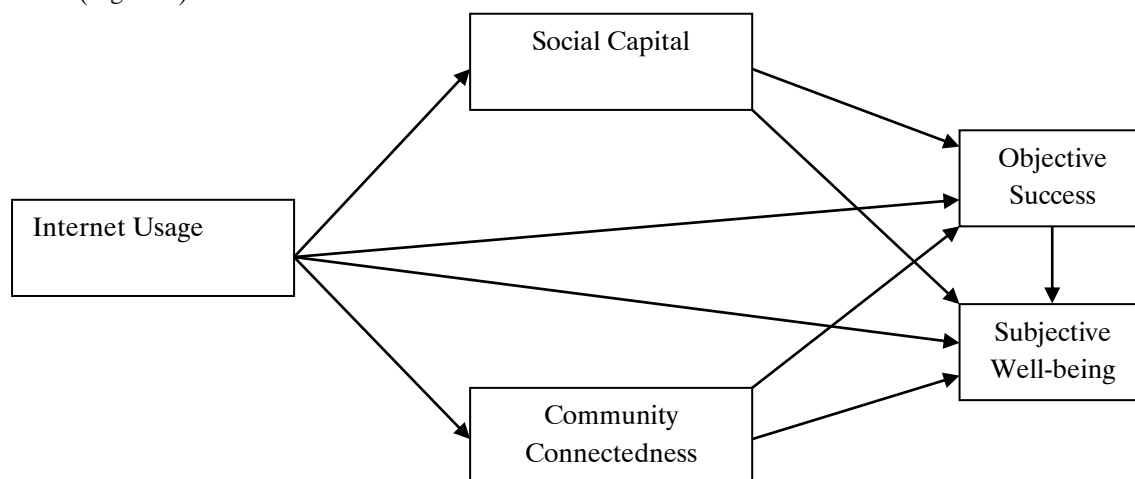 Social Capital
Objective
Success
Internet Usage
Subjective
Well-being
Community
Connectedness